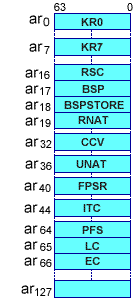 63 0
ar0 KR0
ar7 KR7
ar16 RSC
ar17 BSP
ar18 BSPSTORE
ar19 RNAT
ar32 CCV
ar36 UNAT
ar40 FPSR
ar44 ITC
ar64 PFS
ar65 LC
ar66 EC
ar127